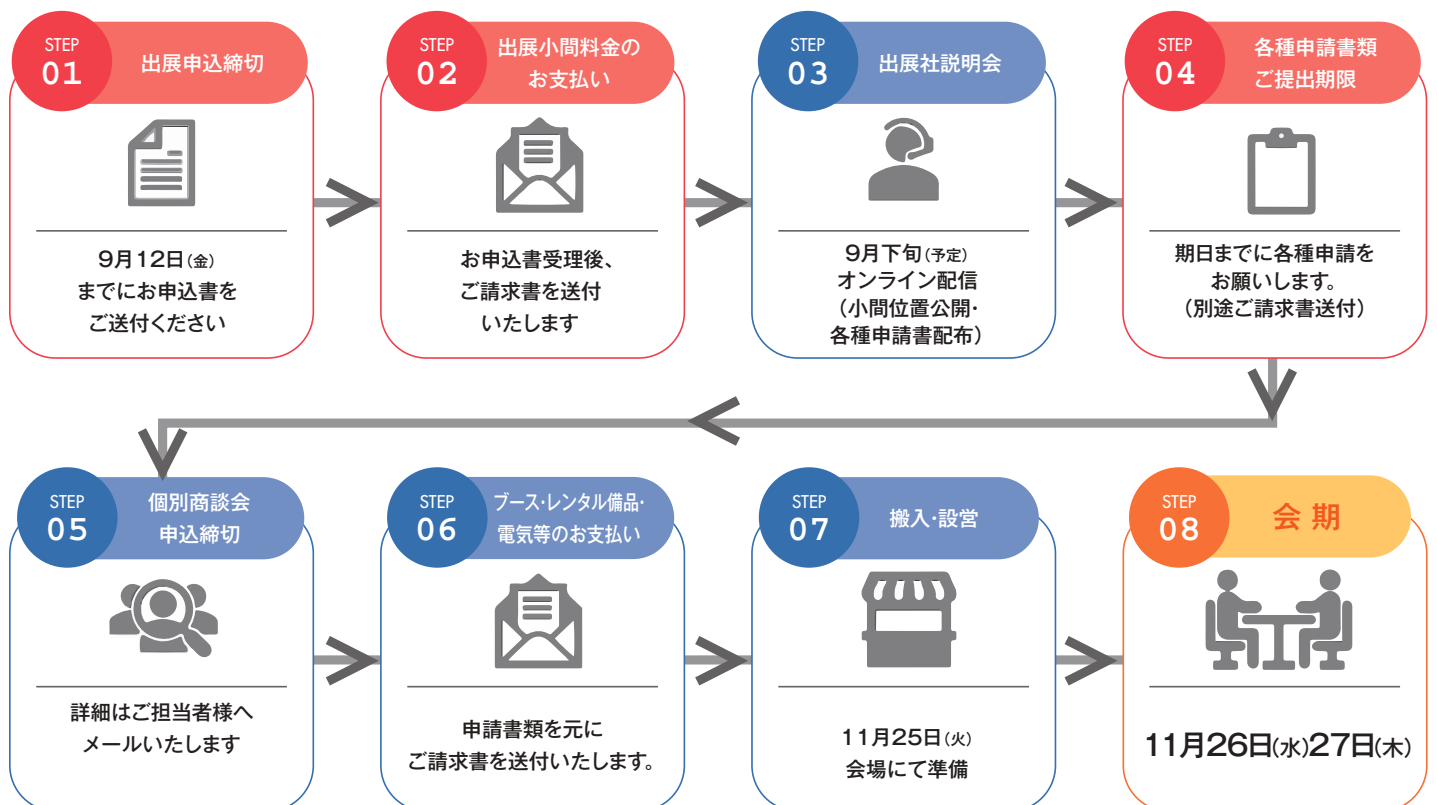 STEP
01
出展申込締切
9月12日(金)
までにお申込書を
ご送付ください
STEP
02
出展小間料金の
お支払い
お申込書受理後、
ご請求書を送付
いたします
STEP
03
出展社説明会
9月下旬(予定)
オンライン配信
(小間位置公開・
各種申請書配布)
STEP
04
各種申請書類
ご提出期限
期日までに各種申請を
お願いします。
(別途ご請求書送付)
STEP
05
個別商談会
申込締切
詳細はご担当者様へ
メールいたします
STEP
06
ブース・レンタル備品・
電気等のお支払い
申請書類を元に
ご請求書を送付いたします。
STEP
07
搬入・設営
11月25日(火)
会場にて準備
STEP
08
会期
11月26日(水)27日(木)